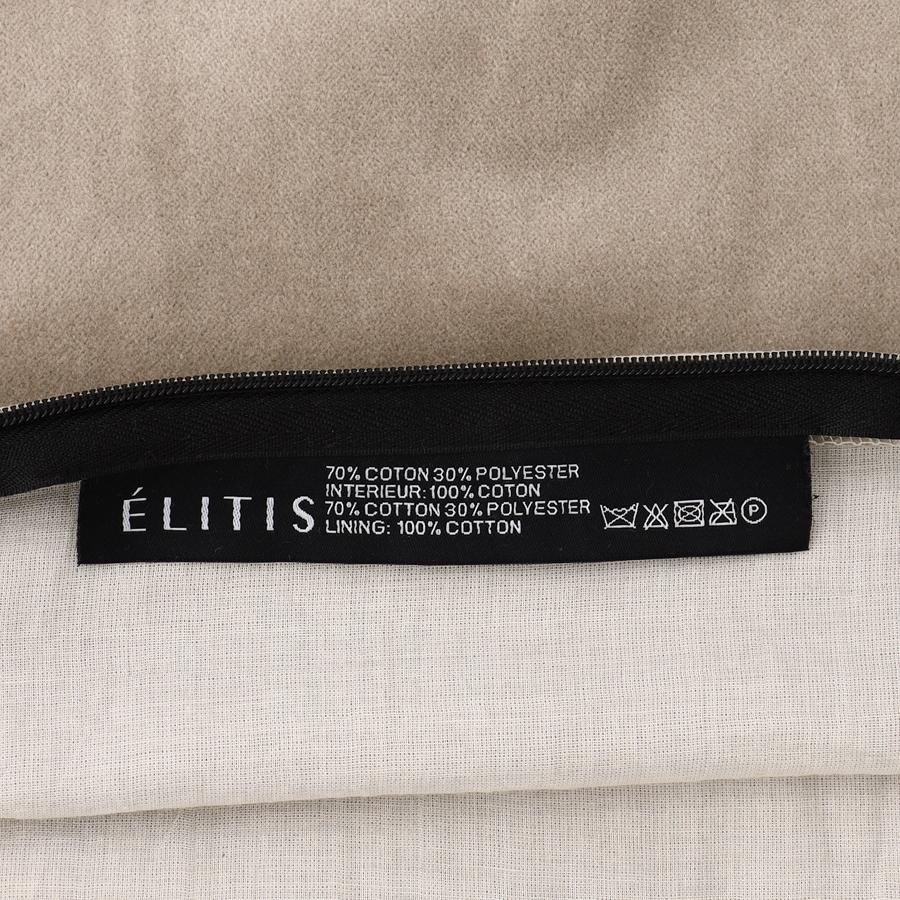 ÉLITIS
70% COTON 30% POLYESTER
INTERIEUR: 100% COTON
70% COTTON 30% POLYESTER
LINING: 100% COTTON
P